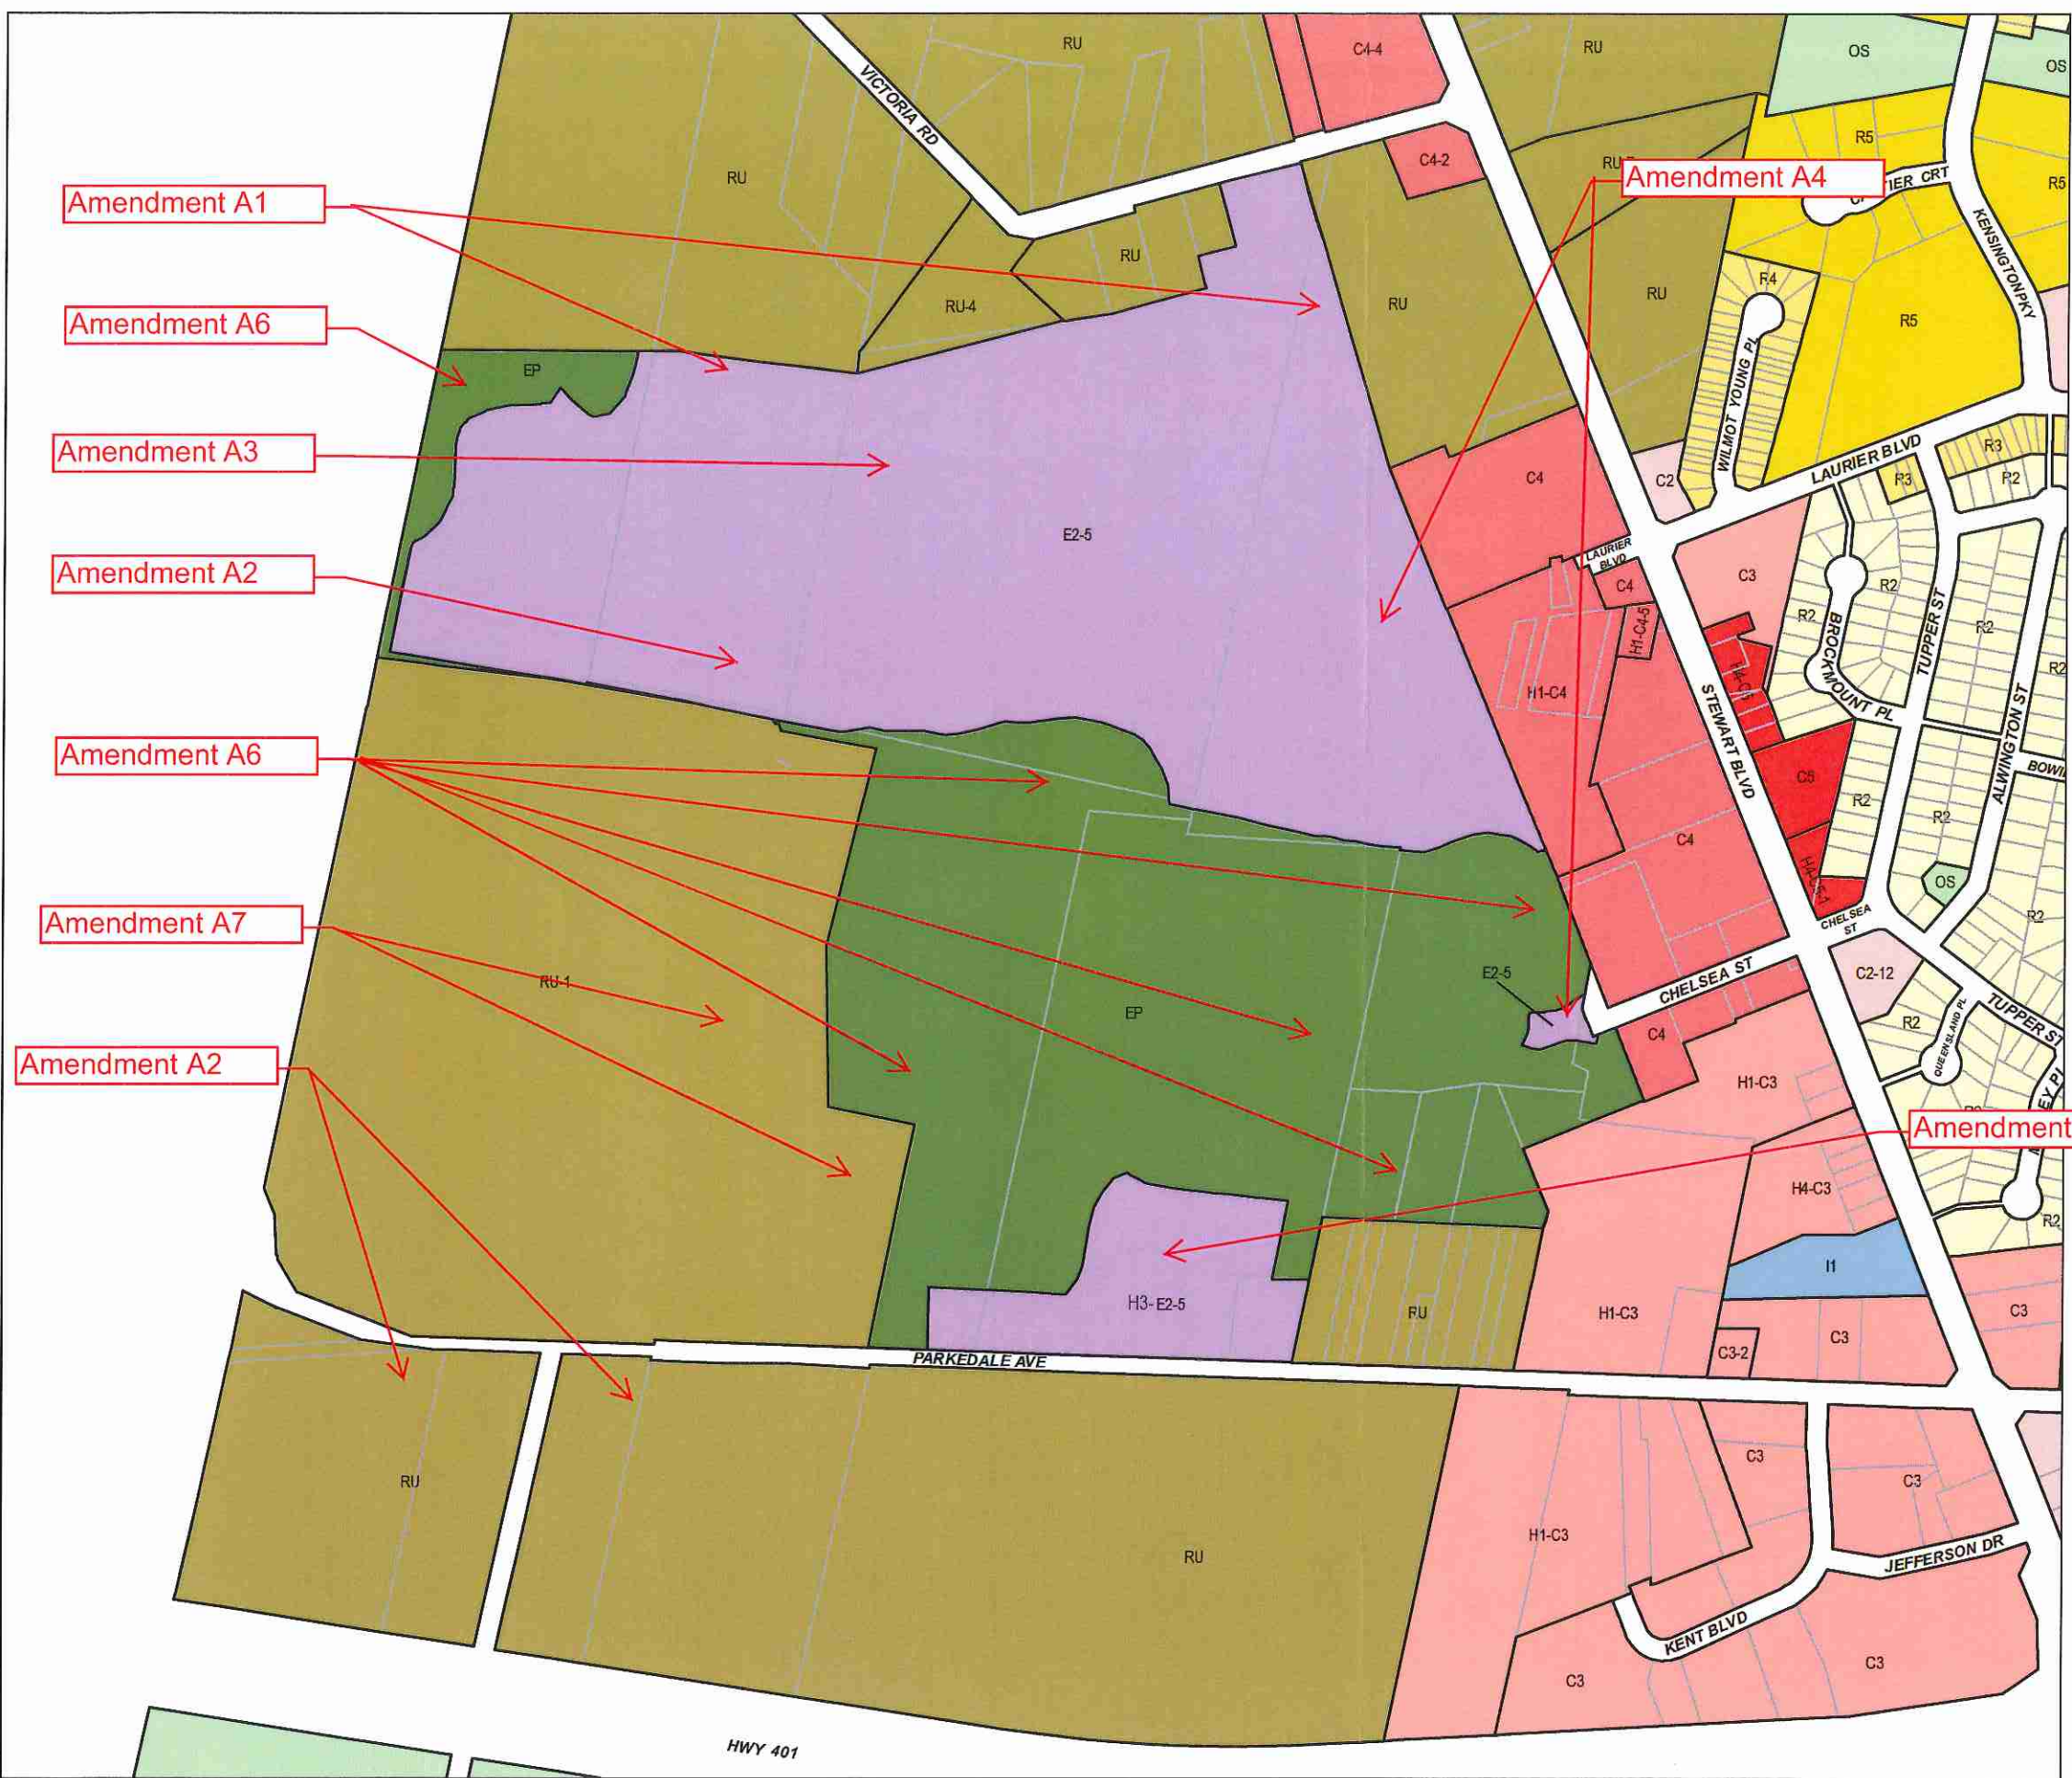 RU
C4-4
RU
OS
OS
VICTORIA RD
RU
C4-2
R5
Amendment A4
IER CRT
R5
Amendment A1
KENSINGTON PKY
RU
R4
RU-4
RU
RU
R5
Amendment A6
EP
WILMOT YOUNG PL
LAURIER BLVD
R3
R3
R2
Amendment A3
C4
C2
E2-5
LAURIER
BLVD
C4
C3
R2
R2
R2
R2
Amendment A2
H1-C4-5
BROCKMOUNT PL
TUPPER ST
H1-C4
STEWART BLVD
ALWINGTON ST
Amendment A6
C5
R2
R2
C4
OS
R2
CHELSEA
ST
Amendment A7
RU-1
E2-5
CHELSEA ST
C2-12
TUPPER ST
EP
C4
R2
QUEENSLAND PL
Amendment A2
H1-C3
EY PL
Amendment
H4-C3
R2
I1
H3-E2-5
RU
H1-C3
C3
C3
C3-2
PARKEDALE AVE
RU
C3
C3
H1-C3
RU
JEFFERSON DR
KENT BLVD
C3
C3
HWY 401